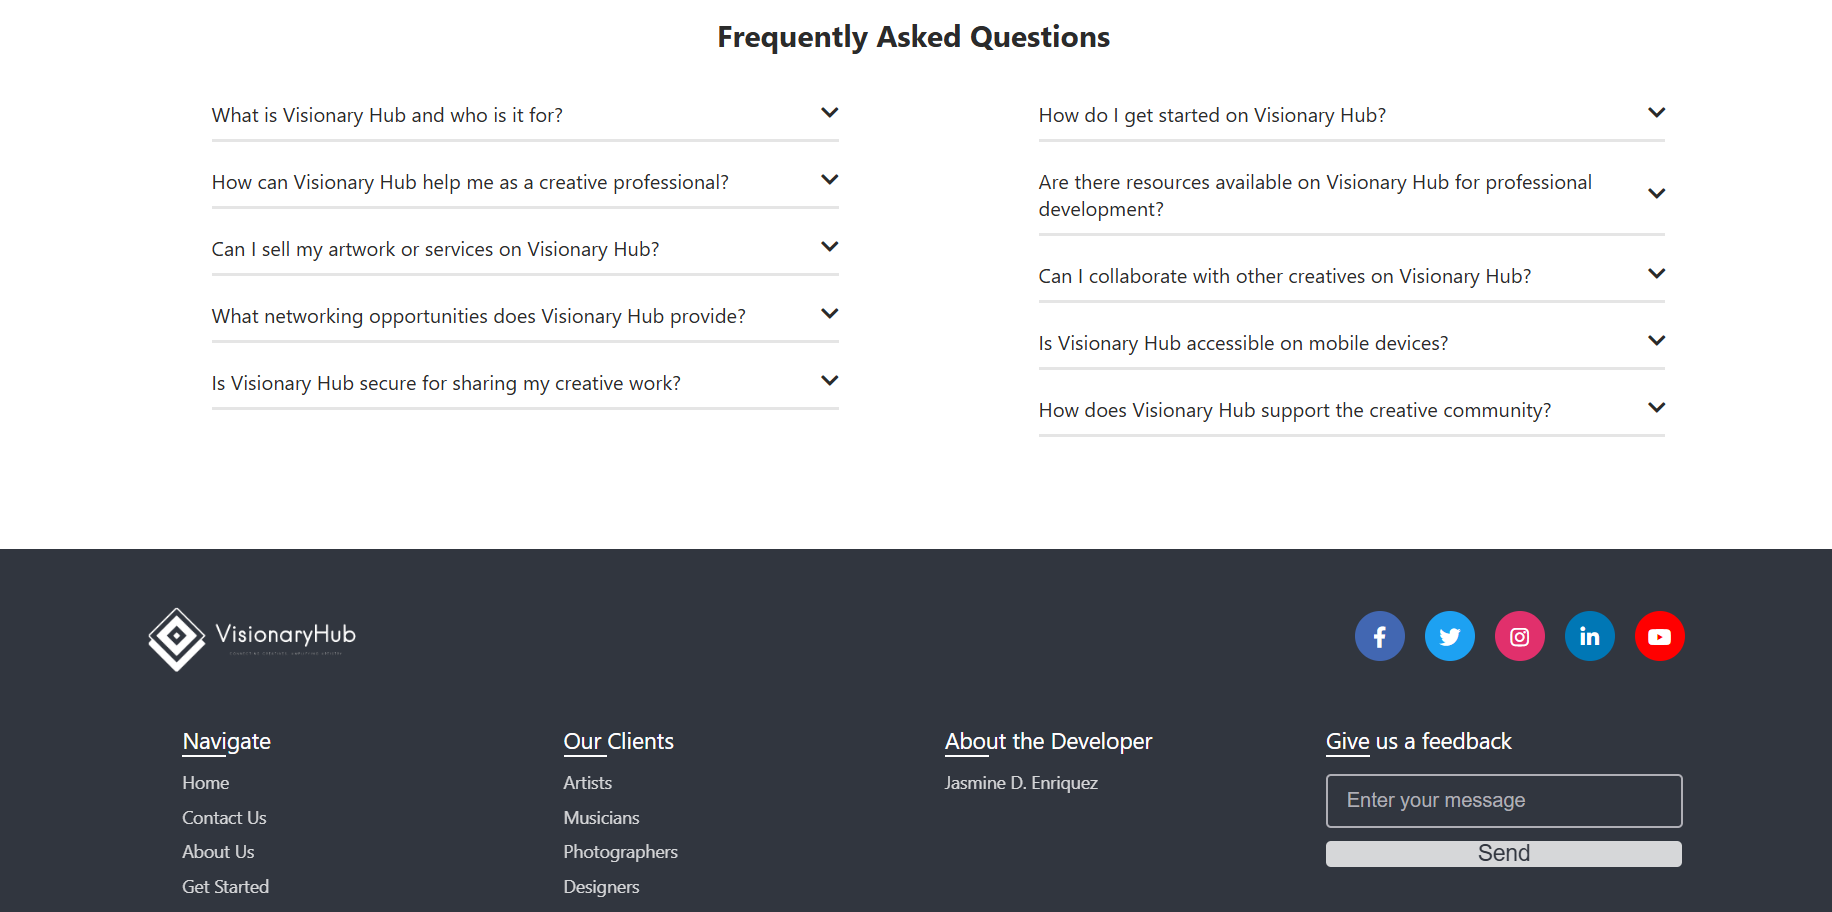 Frequently Asked Questions
What is Visionary Hub and who is it for?
How can Visionary Hub help me as a creative professional?
Can I sell my artwork or services on Visionary Hub?
What networking opportunities does Visionary Hub provide?
Is Visionary Hub secure for sharing my creative work?
How do I get started on Visionary Hub?
Are there resources available on Visionary Hub for professional
development?
Can I collaborate with other creatives on Visionary Hub?
Is Visionary Hub accessible on mobile devices?
How does Visionary Hub support the creative community?
VisionaryHub
Navigate
Home
Contact Us
About Us
Get Started
Our Clients
Artists
Musicians
Photographers
Designers
About the Developer
Jasmine D. Enriquez
Give us a feedback
Enter your message
Send